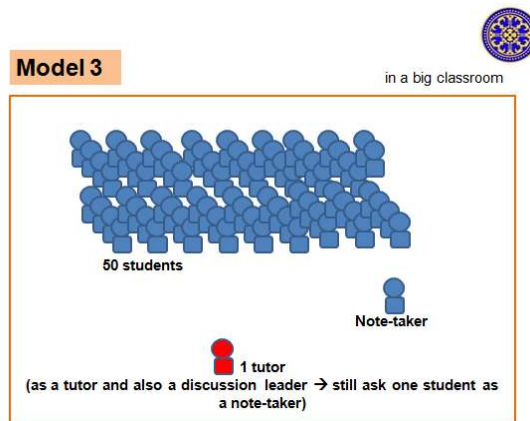 Model 3
in a big classroom
50 students
Note-taker
1 tutor
(as a tutor and also a discussion leader → still ask one student as
a note-taker)